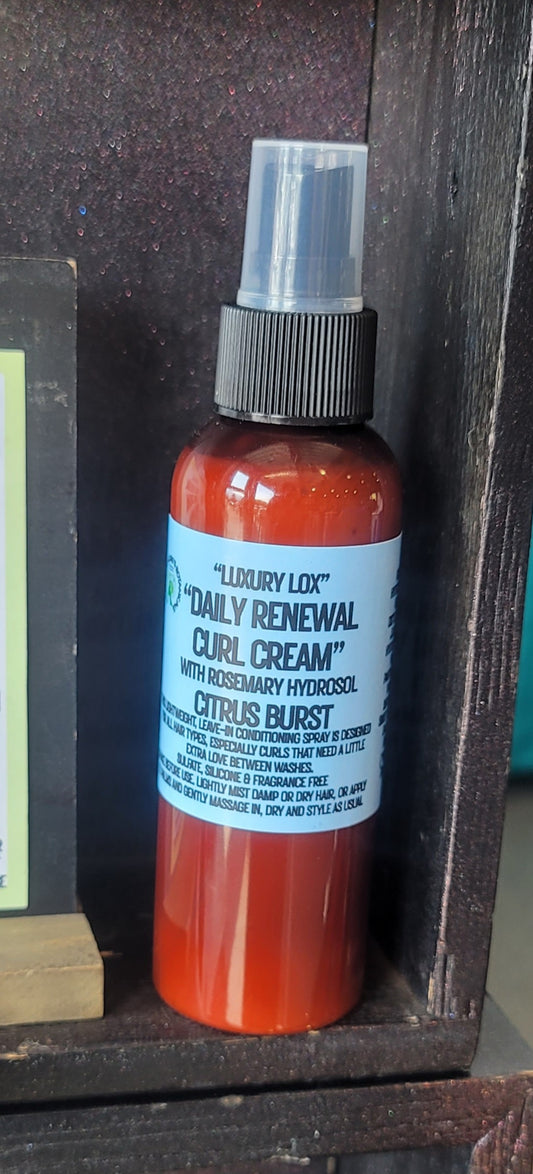 "LUXURY LOX"
"DAILY RENEWAL
CURL CREAM"
WITH ROSEMARY HYDROSOL
CITRUS BURST
LIGHTWEIGHT, LEAVE-IN CONDITIONING SPRAY IS DESIGNED
ALL HAIR TYPES, ESPECIALLY CURLS THAT NEED A LITTLE
EXTRA LOVE BETWEEN WASHES.
SULFATE, SILICONE & FRAGRANCE FREE
BEFORE USE. LIGHTLY MIST DAMP OR DRY HAIR, OR APPLY
AND GENTLY MASSAGE IN, DRY AND STYLE AS USUAL